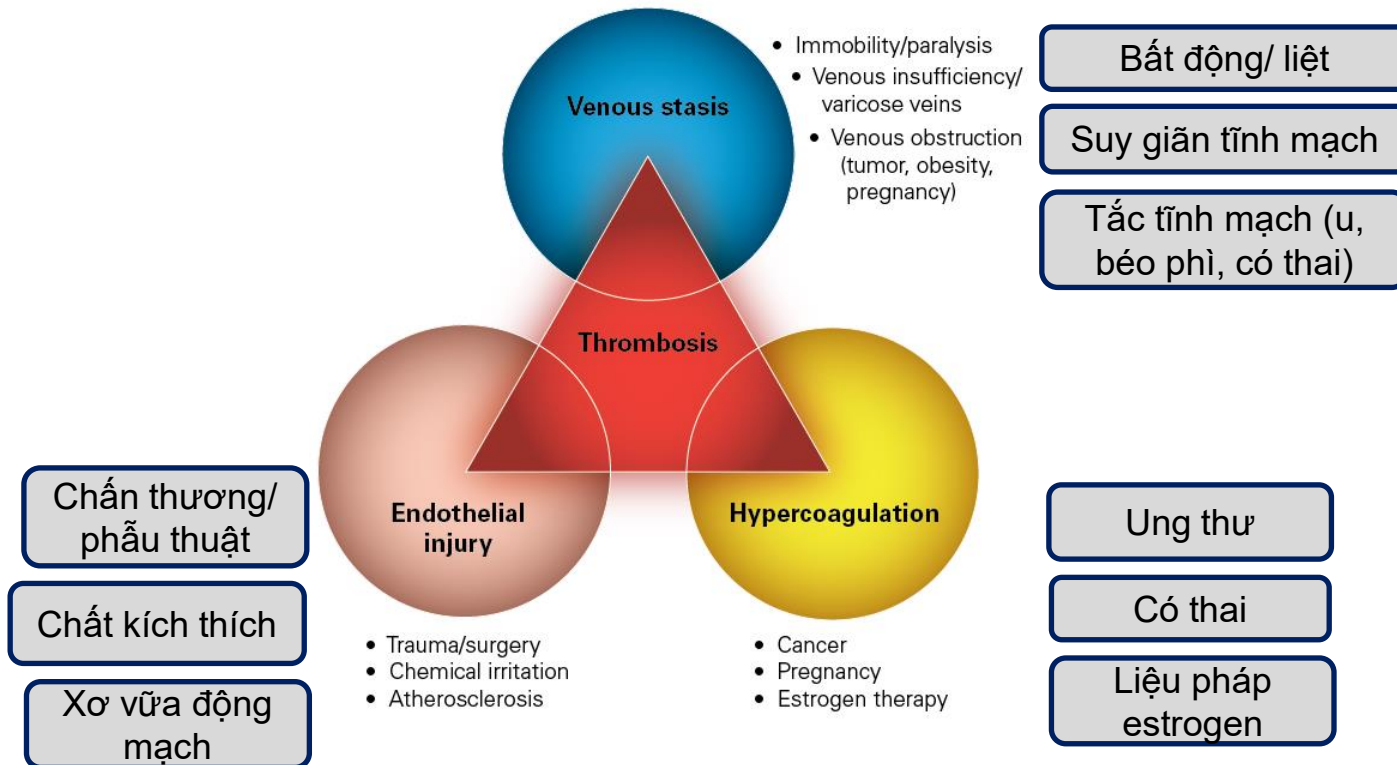 Venous stasis
• Immobility/paralysis
• Venous insufficiency/
varicose veins
• Venous obstruction
(tumor, obesity,
pregnancy)
Bất động/ liệt
Suy giãn tĩnh mạch
Tắc tĩnh mạch (u,
béo phì, có thai)
Thrombosis
Endothelial
injury
Hypercoagulation
Chấn thương/
phẫu thuật
Chất kích thích
Xơ vữa động
mạch
• Trauma/surgery
• Chemical irritation
• Atherosclerosis
• Cancer
• Pregnancy
• Estrogen therapy
Ung thư
Có thai
Liệu pháp
estrogen